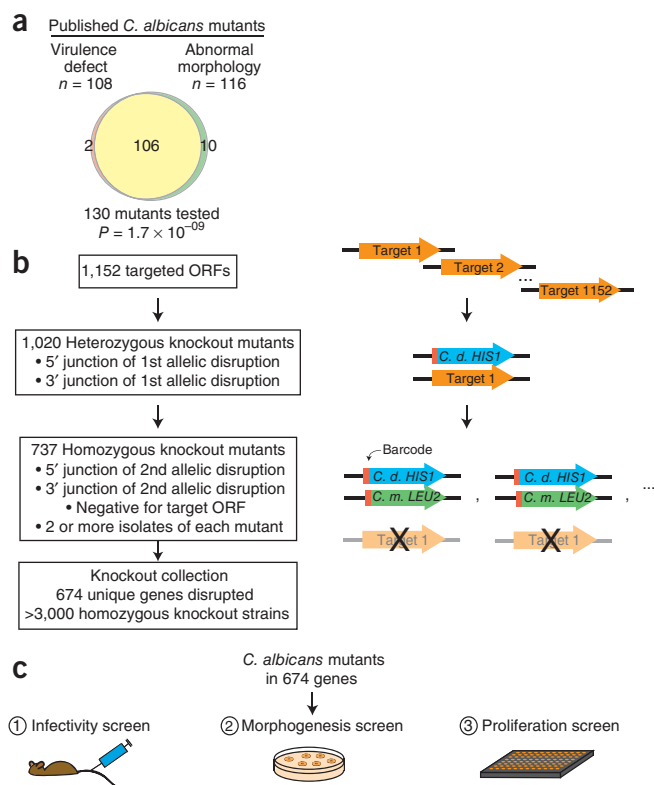 a
Published C. albicans mutants
Virulence defect n = 108
Abnormal morphology n = 116
2
106
10
130 mutants tested
P = 1.7 × 10⁻⁰⁹
b
1,152 targeted ORFs
Target 1
Target 2
...
Target 1152
1,020 Heterozygous knockout mutants
• 5′ junction of 1st allelic disruption
• 3′ junction of 1st allelic disruption
C. d. HIS1
Target 1
737 Homozygous knockout mutants
• 5′ junction of 2nd allelic disruption
• 3′ junction of 2nd allelic disruption
• Negative for target ORF
• 2 or more isolates of each mutant
Barcode
C. d. HIS1
C. m. LEU2
,
C. d. HIS1
C. m. LEU2
, ...
Target 1
Target 1
Knockout collection
674 unique genes disrupted
>3,000 homozygous knockout strains
c
C. albicans mutants
in 674 genes
① Infectivity screen
② Morphogenesis screen
③ Proliferation screen